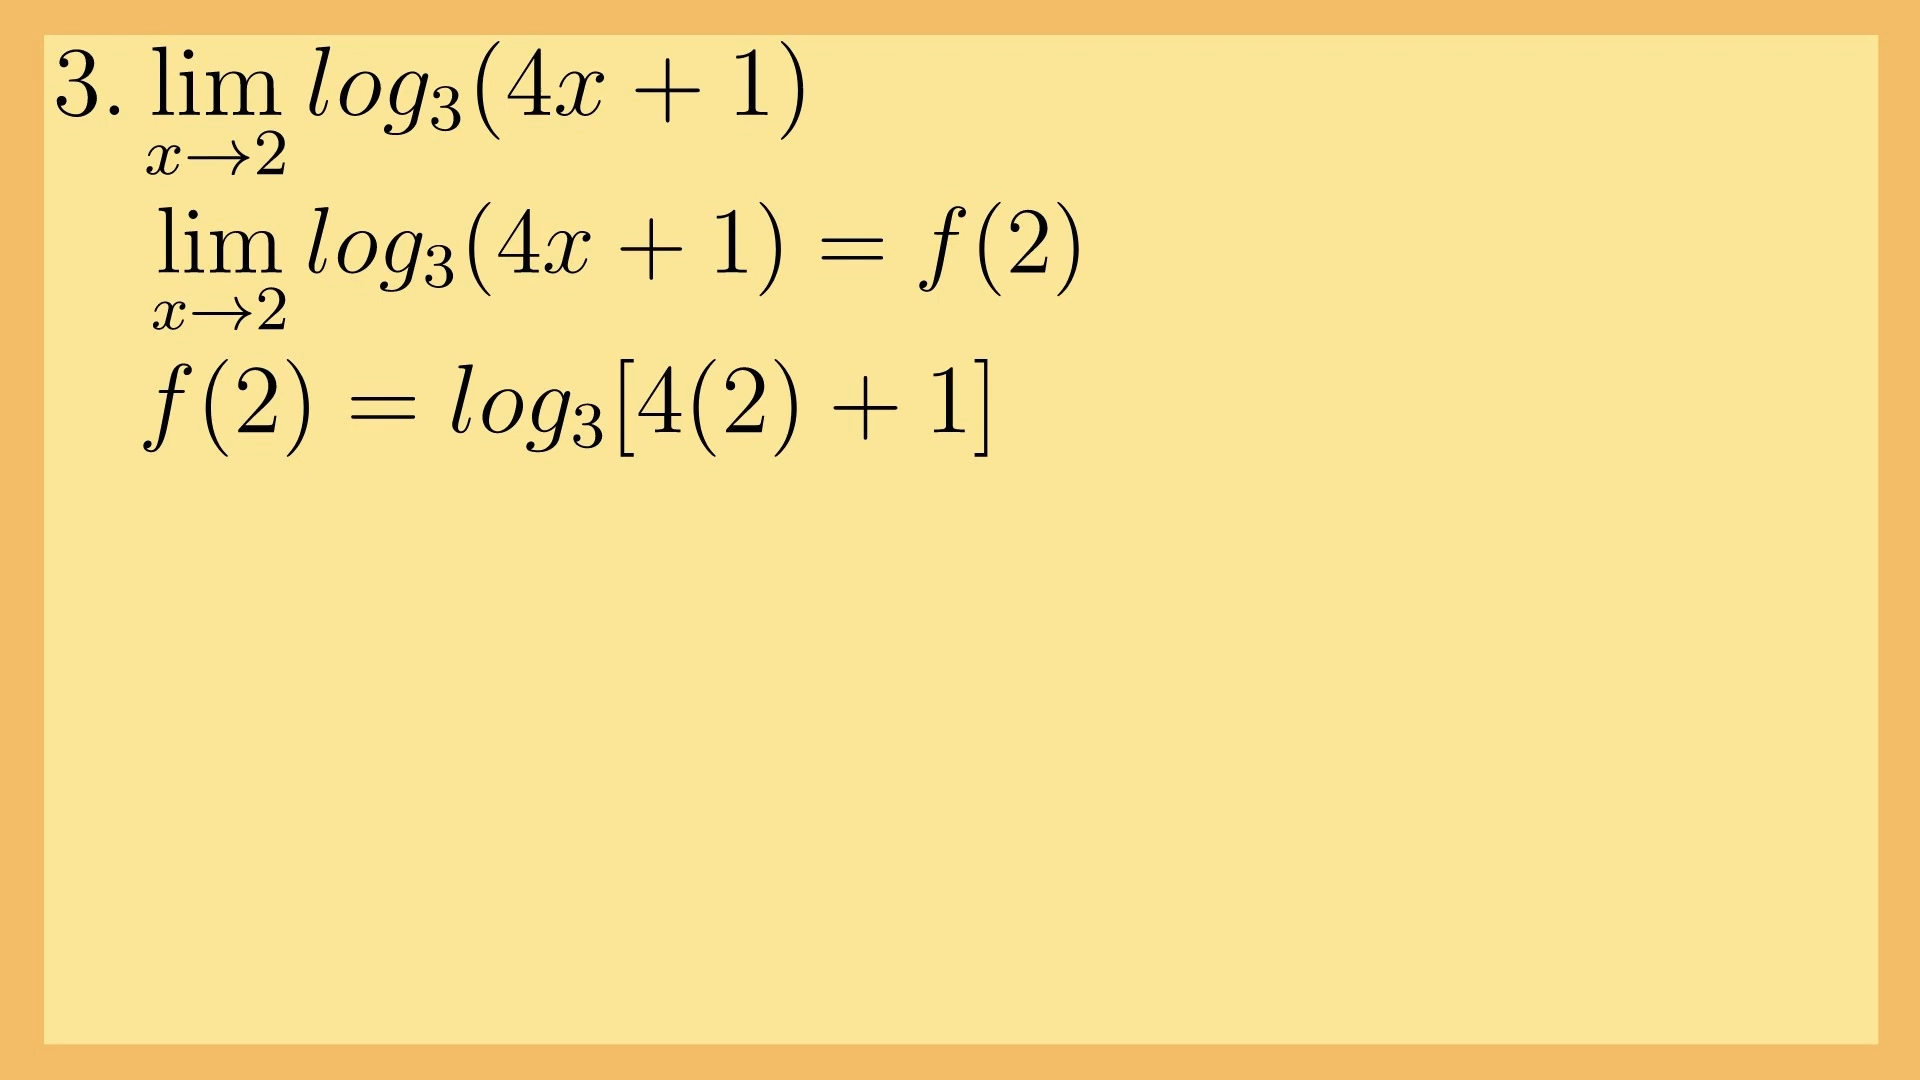 3. lim log₃(4x + 1)
x→2
lim log₃(4x + 1) = f(2)
x→2
f(2) = log₃[4(2) + 1]